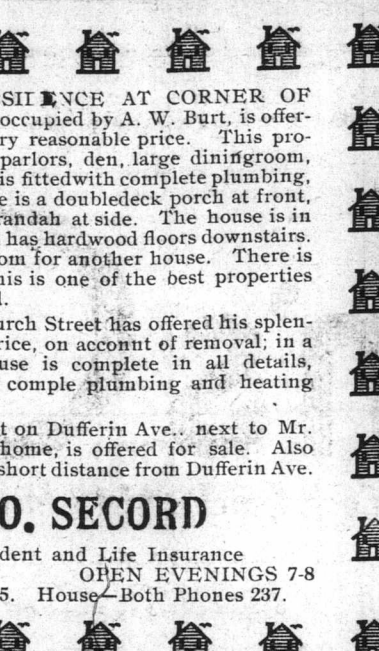 SIDENCE AT CORNER OF
occupied by A. W. Burt, is offer-
ry reasonable price. This pro-
parlors, den, large diningroom,
is fittedwith complete plumbing,
e is a doubledeck porch at front,
randah at side. The house is in
has hardwood floors downstairs.
om for another house. There is
his is one of the best properties
l.
urch Street has offered his splen-
rice, on acconnt of removal; in a
use is complete in all details,
comple plumbing and heating
t on Dufferin Ave.. next to Mr.
home, is offered for sale. Also
short distance from Dufferin Ave.
O. SECORD
dent and Life Insurance
OPEN EVENINGS 7-8
5. House—Both Phones 237.